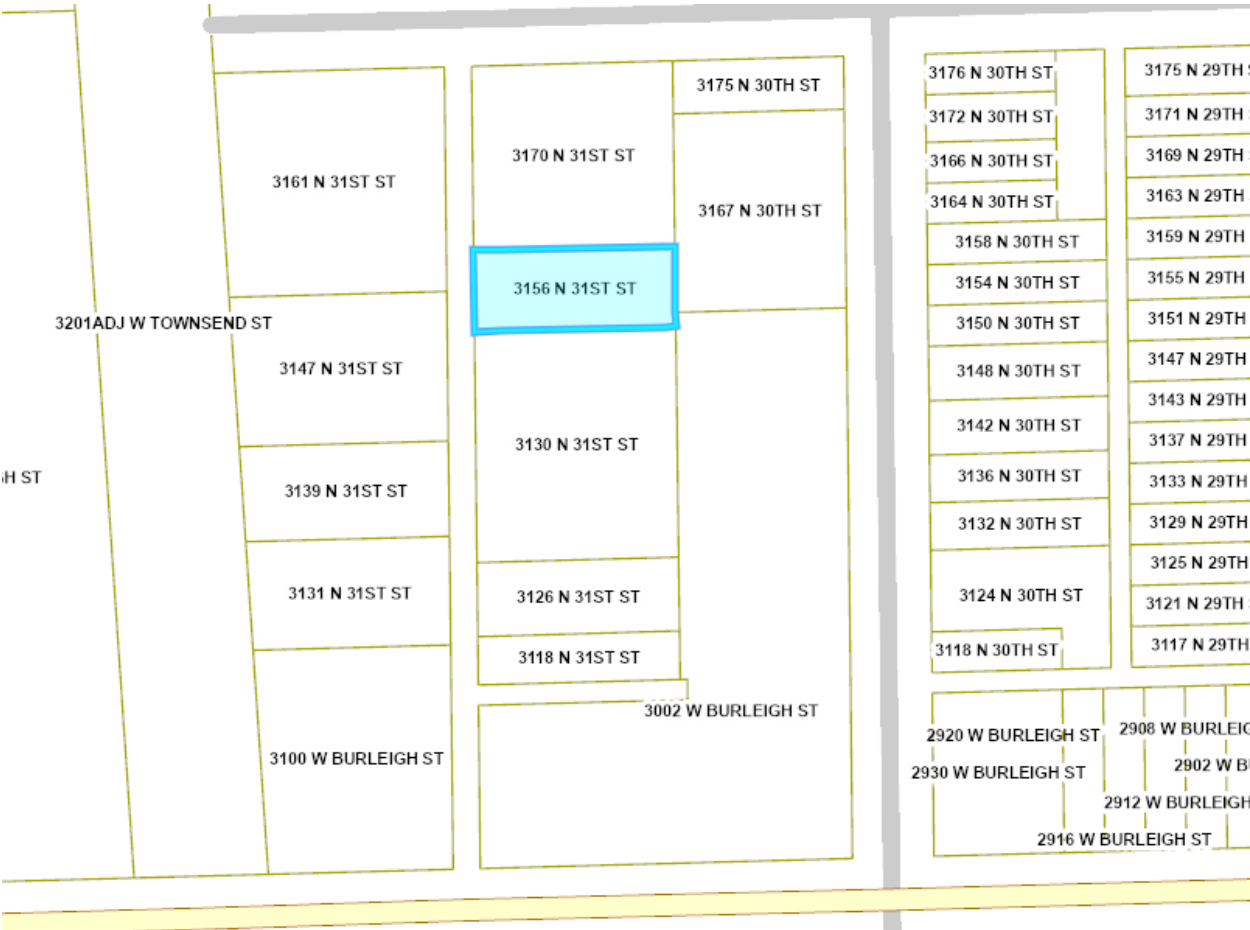 3161 N 31ST ST
3201ADJ W TOWNSEND ST
3147 N 31ST ST
3139 N 31ST ST
3131 N 31ST ST
3100 W BURLEIGH ST
H ST
3170 N 31ST ST
3156 N 31ST ST
3130 N 31ST ST
3126 N 31ST ST
3118 N 31ST ST
3175 N 30TH ST
3167 N 30TH ST
3002 W BURLEIGH ST
3176 N 30TH ST
3172 N 30TH ST
3166 N 30TH ST
3164 N 30TH ST
3158 N 30TH ST
3154 N 30TH ST
3150 N 30TH ST
3148 N 30TH ST
3142 N 30TH ST
3136 N 30TH ST
3132 N 30TH ST
3124 N 30TH ST
3118 N 30TH ST
3175 N 29TH
3171 N 29TH
3169 N 29TH
3163 N 29TH
3159 N 29TH
3155 N 29TH
3151 N 29TH
3147 N 29TH
3143 N 29TH
3137 N 29TH
3133 N 29TH
3129 N 29TH
3125 N 29TH
3121 N 29TH
3117 N 29TH
2920 W BURLEIGH ST
2930 W BURLEIGH ST
2908 W BURLEIG
2902 W B
2912 W BURLEIGH
2916 W BURLEIGH ST